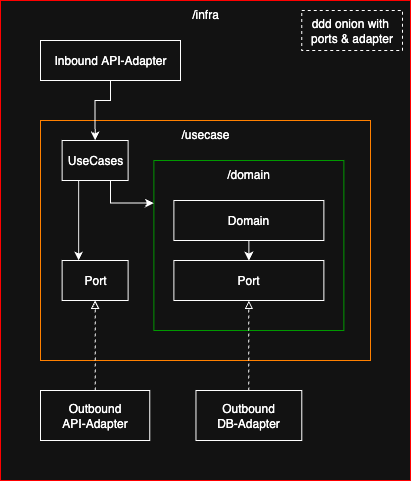 /infra
ddd onion with
ports & adapter
Inbound API-Adapter
/usecase
UseCases
/domain
Domain
Port
Port
Outbound
API-Adapter
Outbound
DB-Adapter